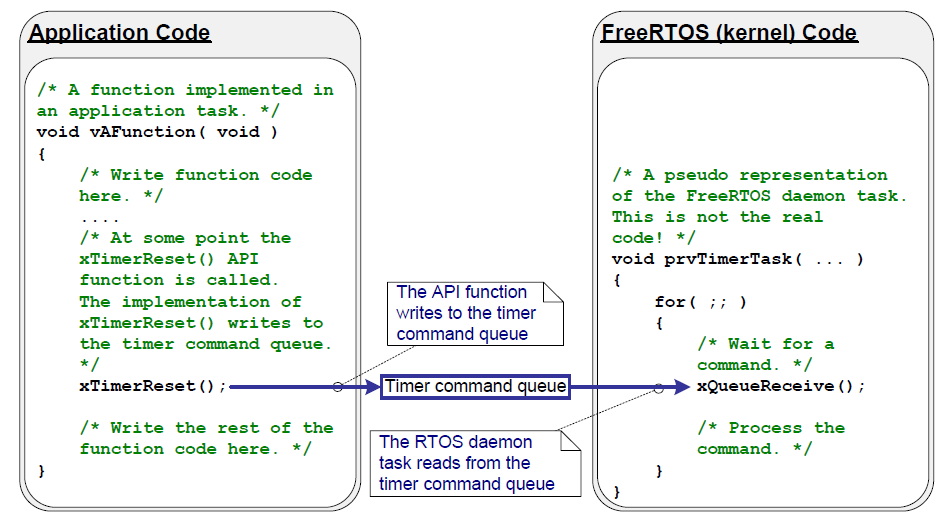 Application Code
/* A function implemented in
an application task. */
void vAFunction( void )
{
/* Write function code
here. */
....
/* At some point the
xTimerReset() API
function is called.
The implementation of
xTimerReset() writes to
the timer command queue.
*/
xTimerReset();
/* Write the rest of the
function code here. */
}
The API function
writes to the timer
command queue
Timer command queue
The RTOS daemon
task reads from the
timer command queue
FreeRTOS (kernel) Code
/* A pseudo representation
of the FreeRTOS daemon task.
This is not the real
code! */
void prvTimerTask( ... )
{
for( ;; )
{
/* Wait for a
command. */
xQueueReceive();
/* Process the
command. */
}
}